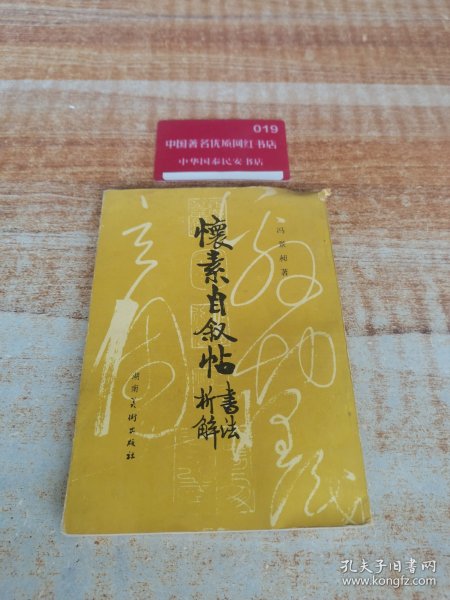 019
中国著名优质网红书店
中华国泰民安书店
冯景昶著
懷素自叙帖
書法
析解
湖南美術出版社
孔夫子旧书网
www.kongfz.com